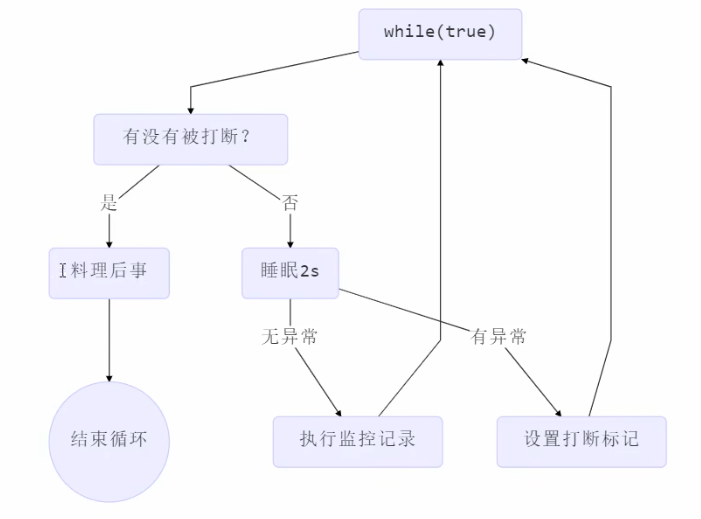 while(true)
有没有被打断?
是
否
料理后事
睡眠2s
无异常
有异常
结束循环
执行监控记录
设置打断标记